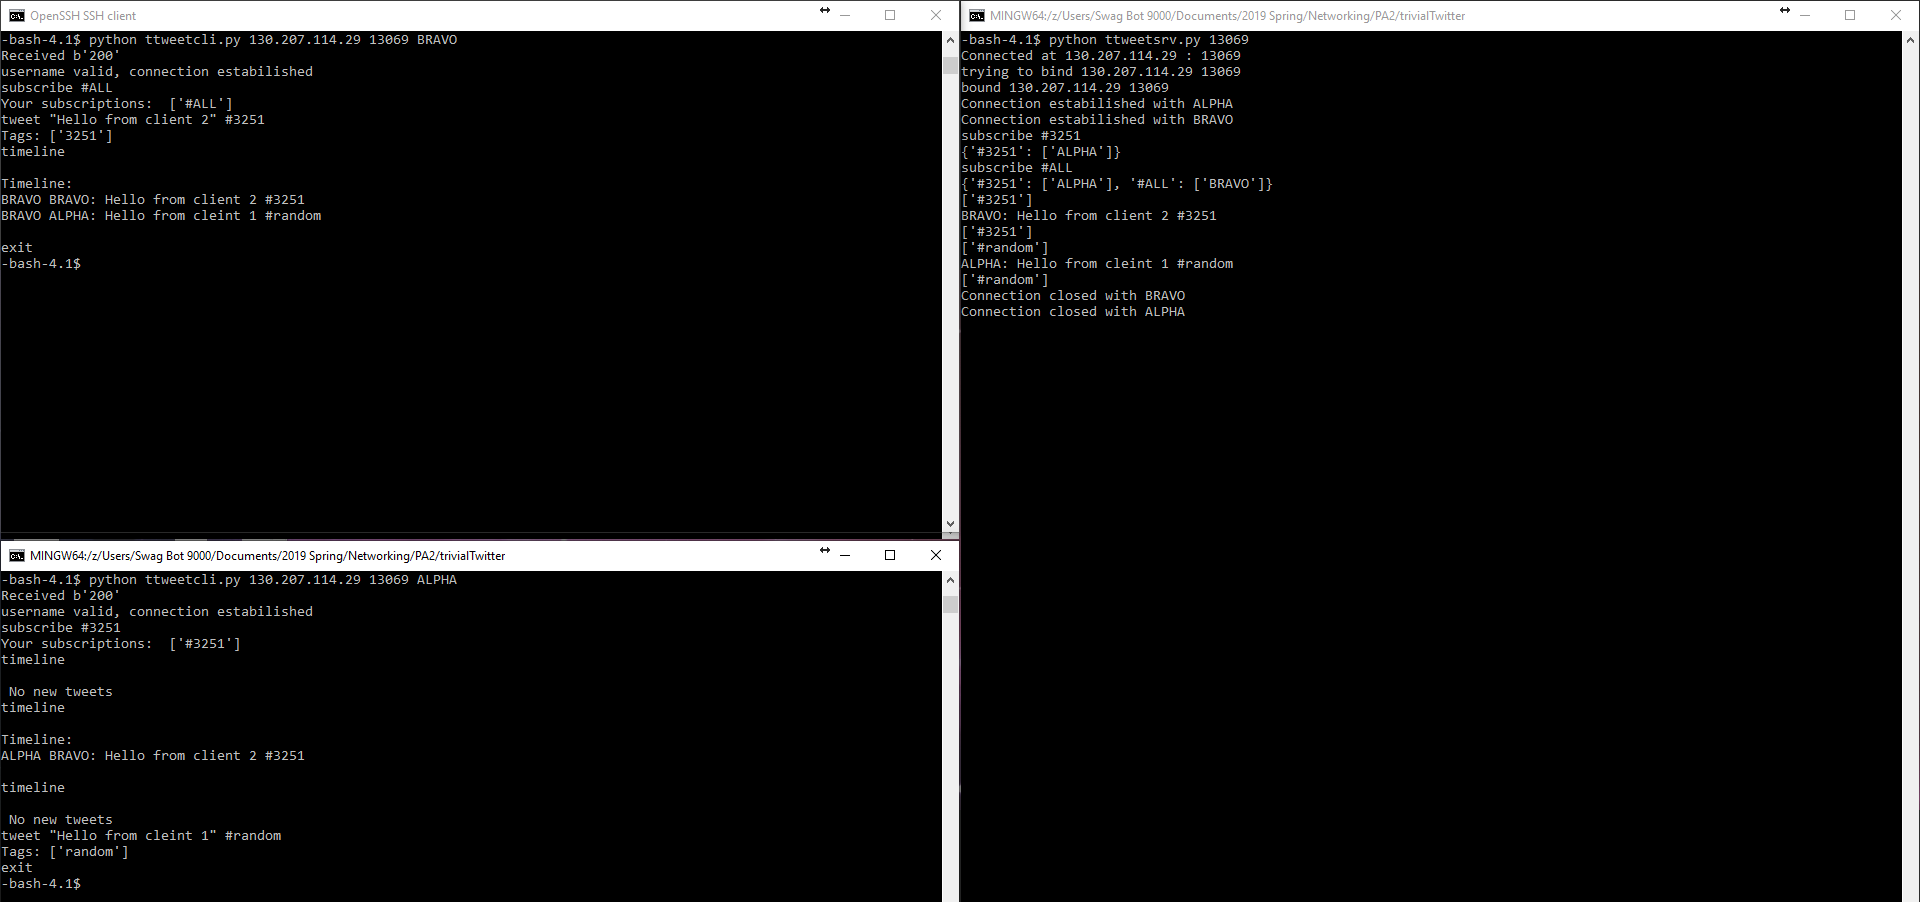 OpenSSH SSH client
-bash-4.1$ python ttweetcli.py 130.207.114.29 13069 BRAVO
Received b'200'
username valid, connection estabilished
subscribe #ALL
Your subscriptions:  ['#ALL']
tweet "Hello from client 2" #3251
Tags: ['3251']
timeline
Timeline:
BRAVO BRAVO: Hello from client 2 #3251
BRAVO ALPHA: Hello from cleint 1 #random
exit
-bash-4.1$
MINGW64:/z/Users/Swag Bot 9000/Documents/2019 Spring/Networking/PA2/trivialTwitter
-bash-4.1$ python ttweetcli.py 130.207.114.29 13069 ALPHA
Received b'200'
username valid, connection estabilished
subscribe #3251
Your subscriptions:  ['#3251']
timeline
 No new tweets
timeline
Timeline:
ALPHA BRAVO: Hello from client 2 #3251
timeline
 No new tweets
tweet "Hello from cleint 1" #random
Tags: ['random']
exit
-bash-4.1$
MINGW64:/z/Users/Swag Bot 9000/Documents/2019 Spring/Networking/PA2/trivialTwitter
-bash-4.1$ python ttweetsrv.py 13069
Connected at 130.207.114.29 : 13069
trying to bind 130.207.114.29 13069
bound 130.207.114.29 13069
Connection estabilished with ALPHA
Connection estabilished with BRAVO
subscribe #3251
{'#3251': ['ALPHA']}
subscribe #ALL
{'#3251': ['ALPHA'], '#ALL': ['BRAVO']}
['#3251']
BRAVO: Hello from client 2 #3251
['#3251']
['#random']
ALPHA: Hello from cleint 1 #random
['#random']
Connection closed with BRAVO
Connection closed with ALPHA